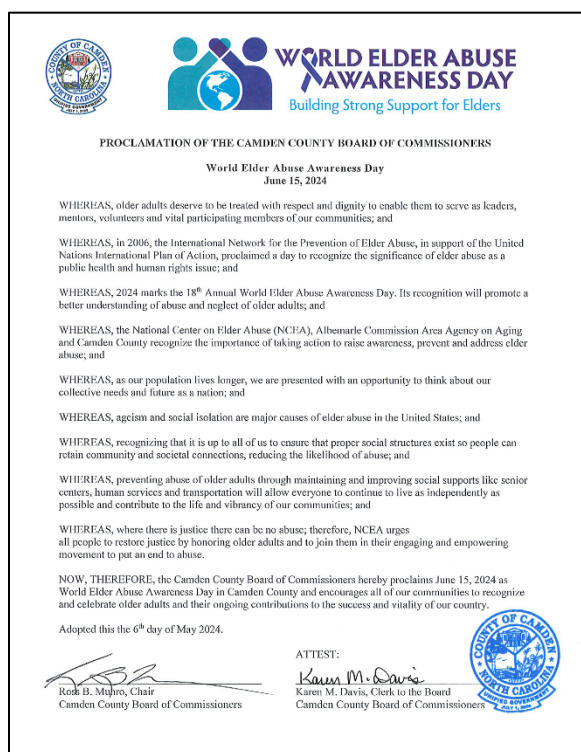 COUNTY OF CAMDEN
NORTH CAROLINA
UNIFIED GOVERNMENT
JULY 1, 2006
WORLD ELDER ABUSE
AWARENESS DAY
Building Strong Support for Elders
PROCLAMATION OF THE CAMDEN COUNTY BOARD OF COMMISSIONERS
World Elder Abuse Awareness Day
June 15, 2024
WHEREAS, older adults deserve to be treated with respect and dignity to enable them to serve as leaders,
mentors, volunteers and vital participating members of our communities; and
WHEREAS, in 2006, the International Network for the Prevention of Elder Abuse, in support of the United
Nations International Plan of Action, proclaimed a day to recognize the significance of elder abuse as a
public health and human rights issue; and
WHEREAS, 2024 marks the 18th Annual World Elder Abuse Awareness Day. Its recognition will promote a
better understanding of abuse and neglect of older adults; and
WHEREAS, the National Center on Elder Abuse (NCEA), Albemarle Commission Area Agency on Aging
and Camden County recognize the importance of taking action to raise awareness, prevent and address elder
abuse; and
WHEREAS, as our population lives longer, we are presented with an opportunity to think about our
collective needs and future as a nation; and
WHEREAS, ageism and social isolation are major causes of elder abuse in the United States; and
WHEREAS, recognizing that it is up to all of us to ensure that proper social structures exist so people can
retain community and societal connections, reducing the likelihood of abuse; and
WHEREAS, preventing abuse of older adults through maintaining and improving social supports like senior
centers, human services and transportation will allow everyone to continue to live as independently as
possible and contribute to the life and vibrancy of our communities; and
WHEREAS, where there is justice there can be no abuse; therefore, NCEA urges
all people to restore justice by honoring older adults and to join them in their engaging and empowering
movement to put an end to abuse.
NOW, THEREFORE, the Camden County Board of Commissioners hereby proclaims June 15, 2024 as
World Elder Abuse Awareness Day in Camden County and encourages all of our communities to recognize
and celebrate older adults and their ongoing contributions to the success and vitality of our country.
Adopted this the 6th day of May 2024.
ATTEST:
Karen M. Davis
Ross B. Munro, Chair
Camden County Board of Commissioners
Karen M. Davis, Clerk to the Board
Camden County Board of Commissioners
COUNTY OF CAMDEN
NORTH CAROLINA
UNIFIED GOVERNMENT
JULY 1, 2006